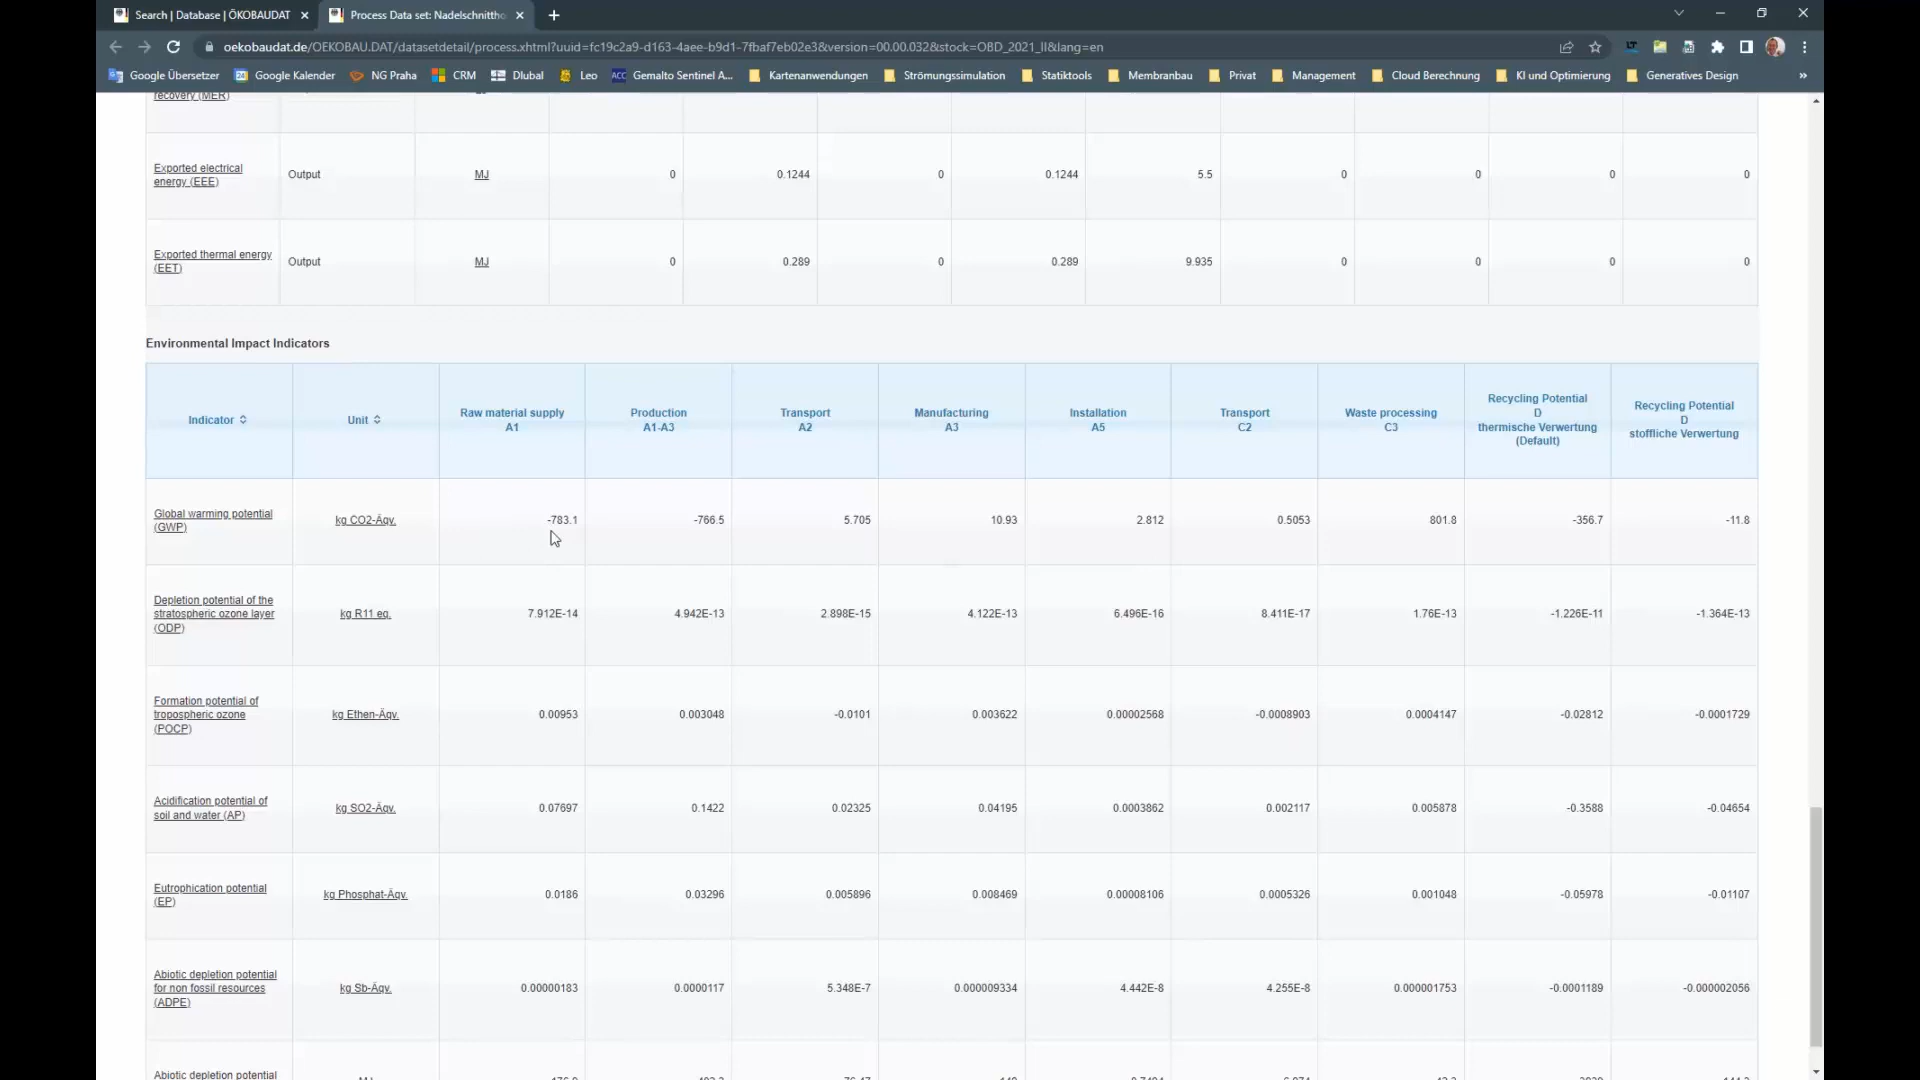 Search | Database | ÖKOBAUDAT
Process Data set: Nadelschnittho
oekobaudat.de/OEKOBAU.DAT/datasetdetail/process.xhtml?uuid=fc19c2a9-d163-4aee-b9d1-7fbaf7eb02e3&version=00.00.032&stock=OBD_2021_II&lang=en
Google Übersetzer Google Kalender NG Praha CRM Dlubal Leo Gemalto Sentinel A... Kartenanwendungen Strömungssimulation Statiktools Membranbau Privat Management Cloud Berechnung KI und Optimierung Generatives Design »
recovery (MER)
Exported electrical
energy (EEE) Output MJ 0 0.1244 0 0.1244 5.5 0 0 0 0
Exported thermal energy
(EET) Output MJ 0 0.289 0 0.289 9.935 0 0 0 0
Environmental Impact Indicators
Indicator Unit
Raw material supply
A1
Production
A1-A3
Transport
A2
Manufacturing
A3
Installation
A5
Transport
C2
Waste processing
C3
Recycling Potential
D
thermische Verwertung
(Default)
Recycling Potential
D
stoffliche Verwertung
Global warming potential
(GWP) kg CO2-Äqv. -783.1 -766.5 5.705 10.93 2.812 0.5053 801.8 -356.7 -11.8
Depletion potential of the
stratospheric ozone layer
(ODP) kg R11 eq. 7.912E-14 4.942E-13 2.898E-15 4.122E-13 6.496E-16 8.411E-17 1.76E-13 -1.226E-11 -1.364E-13
Formation potential of
tropospheric ozone
(POCP) kg Ethen-Äqv. 0.00953 0.003048 -0.0101 0.003622 0.00002568 -0.0008903 0.0004147 -0.02812 -0.0001729
Acidification potential of
soil and water (AP) kg SO2-Äqv. 0.07697 0.1422 0.02325 0.04195 0.0003862 0.002117 0.005878 -0.3588 -0.04654
Eutrophication potential
(EP) kg Phosphat-Äqv. 0.0186 0.03296 0.005896 0.008469 0.00008106 0.0005326 0.001048 -0.05978 -0.01107
Abiotic depletion potential
for non fossil resources
(ADPE) kg Sb-Äqv. 0.00000183 0.0000117 5.348E-7 0.000009334 4.442E-8 4.255E-8 0.000001753 -0.0001189 -0.000002056
Abiotic depletion potential